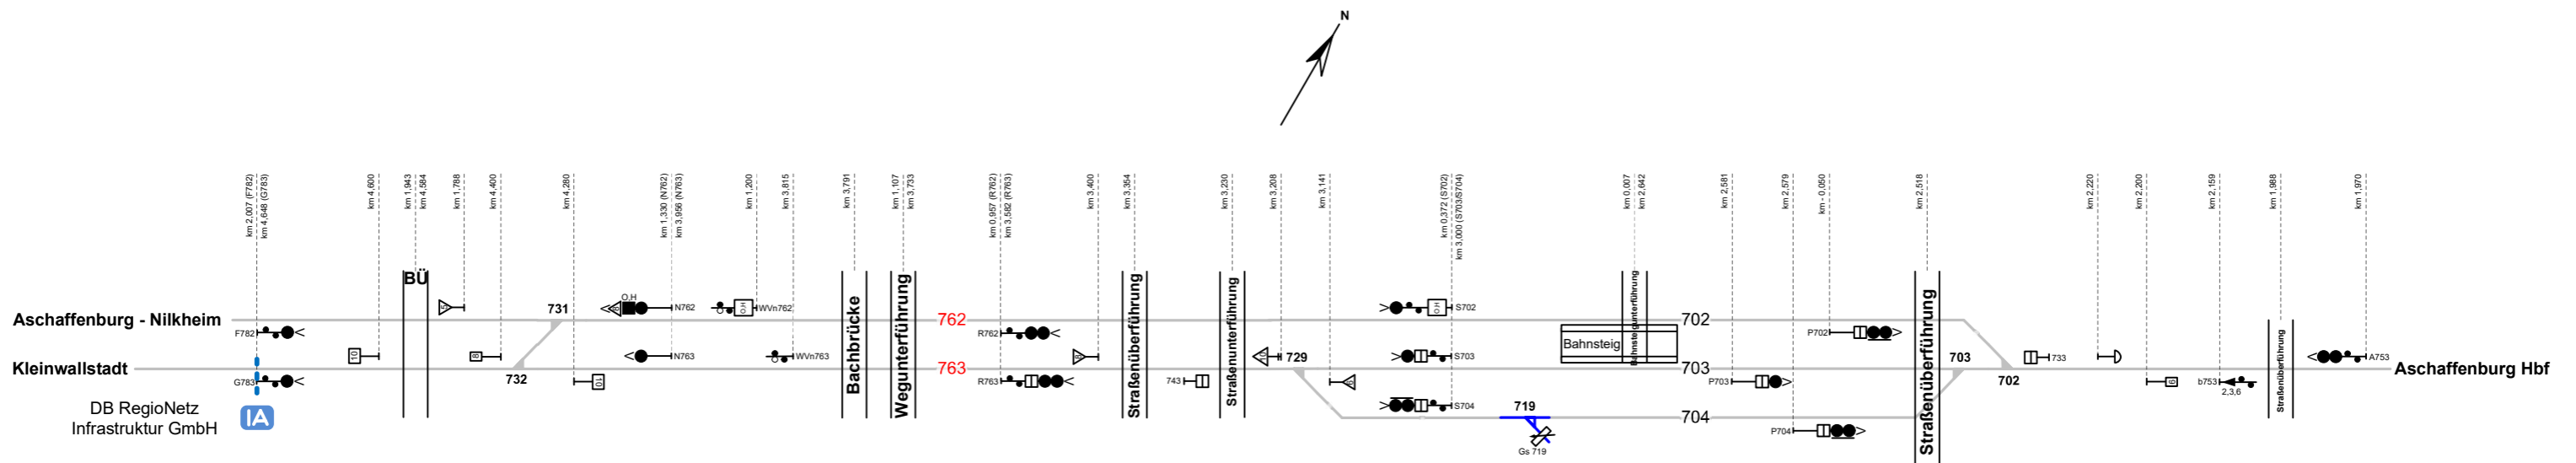 N
km 2,007 (F782)
km 4,648 (G783)
km 4,600
km 1,943
km 4,584
km 1,788
km 4,400
km 4,280
km 1,330 (N762)
km 3,956 (N763)
km 1,200
km 3,815
km 3,791
km 1,107
km 3,733
km 0,957 (R762)
km 3,582 (R763)
km 3,400
km 3,354
km 3,230
km 3,208
km 3,141
km 0,372 (S702)
km 3,000 (S703/S704)
km 0,007
km 2,642
km 2,581
km 2,579
km - 0,050
km 2,518
km 2,220
km 2,200
km 2,159
km 1,988
km 1,970
BÜ
Bachbrücke
Wegunterführung
Straßenüberführung
Straßenunterführung
Bahnsteigunterführung
Straßenüberführung
Straßenüberführung
O,H
731
N762
O,H
WVn762
O,H
S702
Aschaffenburg - Nilkheim
762
702
F782
R762
P702
Bahnsteig
10
8
N763
WVn763
10
729
S703
703
733
A753
Kleinwallstadt
763
703
Aschaffenburg Hbf
732
702
G783
10
R763
743
P703
b753
6
2,3,6
DB RegioNetz
Infrastruktur GmbH
IA
S704
719
704
P704
Gs 719